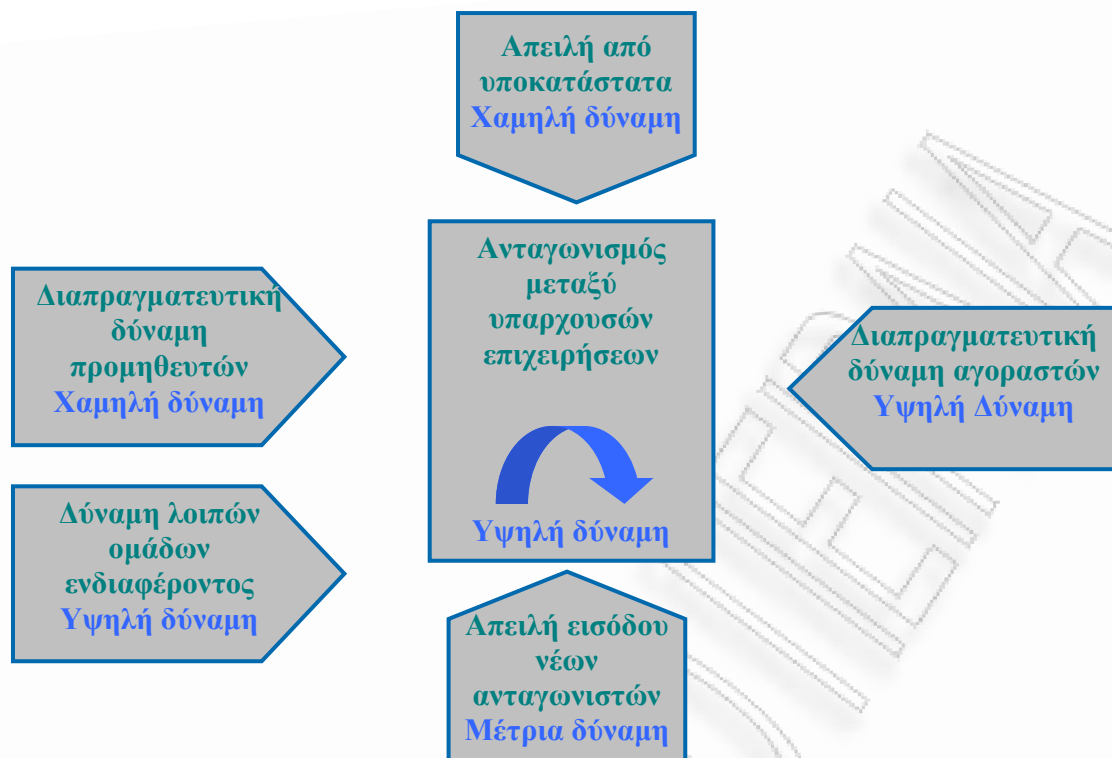 Απειλή από
υποκατάστατα
Χαμηλή δύναμη
Ανταγωνισμός
μεταξύ
υπαρχουσών
επιχειρήσεων
Υψηλή δύναμη
Διαπραγματευτική
δύναμη
προμηθευτών
Χαμηλή δύναμη
Διαπραγματευτική
δύναμη αγοραστών
Υψηλή Δύναμη
Δύναμη λοιπών
ομάδων
ενδιαφέροντος
Υψηλή δύναμη
Απειλή εισόδου
νέων
ανταγωνιστών
Μέτρια δύναμη